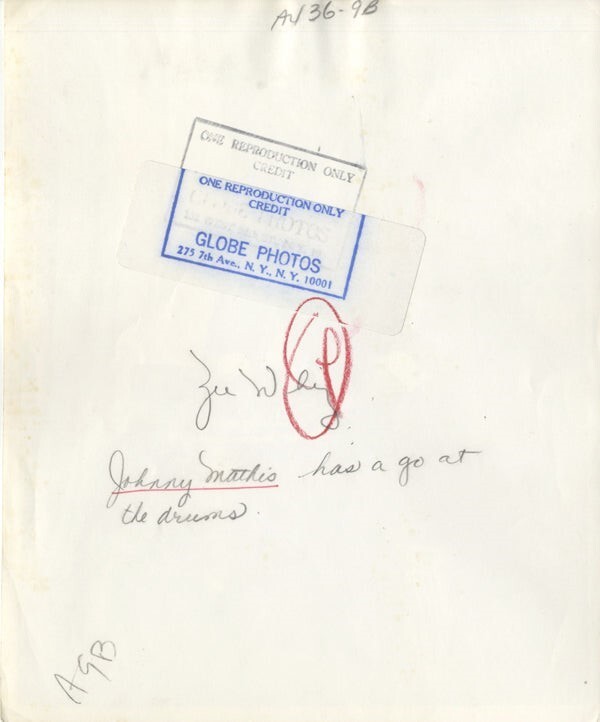 A436-9B
ONE REPRODUCTION ONLY
CREDIT
ONE REPRODUCTION ONLY
CREDIT
GLOBE PHOTOS
275 7th Ave., N. Y., N. Y. 10001
Johnny Mathis has a go at
the drums.
AGB